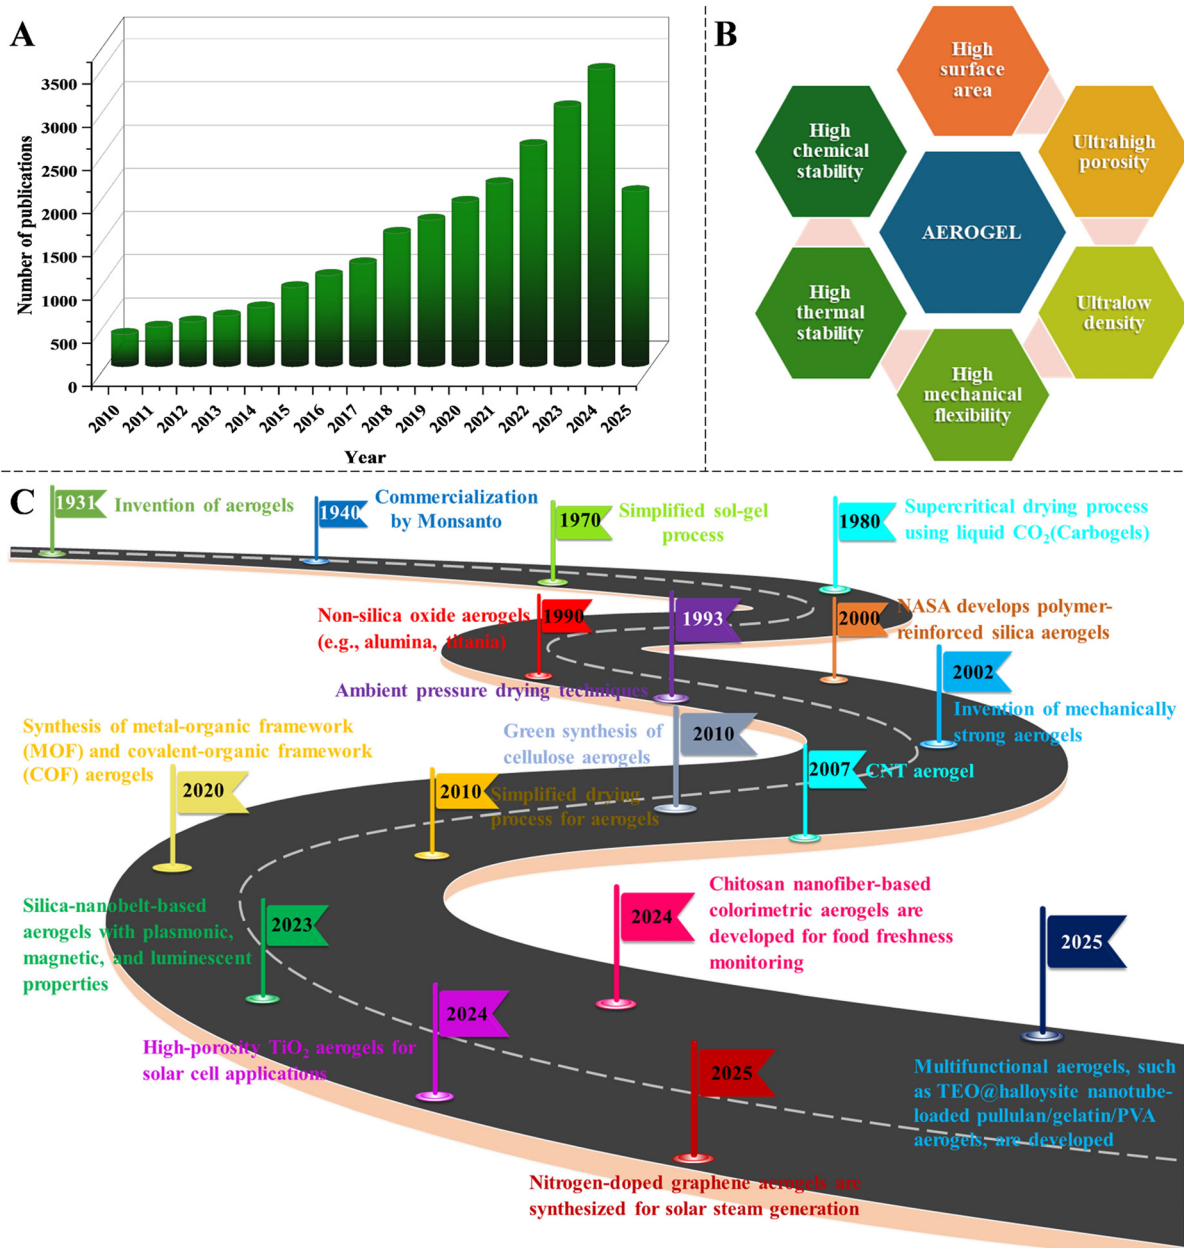 A
3500
3000
2500
2000
1500
1000
500
0
Number of publications
2010
2011
2012
2013
2014
2015
2016
2017
2018
2019
2020
2021
2022
2023
2024
2025
Year
B
High
surface
area
High
chemical
stability
Ultrahigh
porosity
AEROGEL
High
thermal
stability
Ultralow
density
High
mechanical
flexibility
C
1931
Invention of aerogels
1940
Commercialization
by Monsanto
1970
Simplified sol-gel
process
1980
Supercritical drying process
using liquid CO₂(Carbogels)
Non-silica oxide aerogels
(e.g., alumina, titania)
1990
1993
Ambient pressure drying techniques
2000
NASA develops polymer-
reinforced silica aerogels
2002
Invention of mechanically
strong aerogels
Synthesis of metal-organic framework
(MOF) and covalent-organic framework
(COF) aerogels
2020
Green synthesis of
cellulose aerogels
2010
2007
CNT aerogel
2010
Simplified drying
process for aerogels
Silica-nanobelt-based
aerogels with plasmonic,
magnetic, and luminescent
properties
2023
2024
Chitosan nanofiber-based
colorimetric aerogels are
developed for food freshness
monitoring
2025
2024
High-porosity TiO₂ aerogels for
solar cell applications
2025
Nitrogen-doped graphene aerogels are
synthesized for solar steam generation
Multifunctional aerogels, such
as TEO@halloysite nanotube-
loaded pullulan/gelatin/PVA
aerogels, are developed